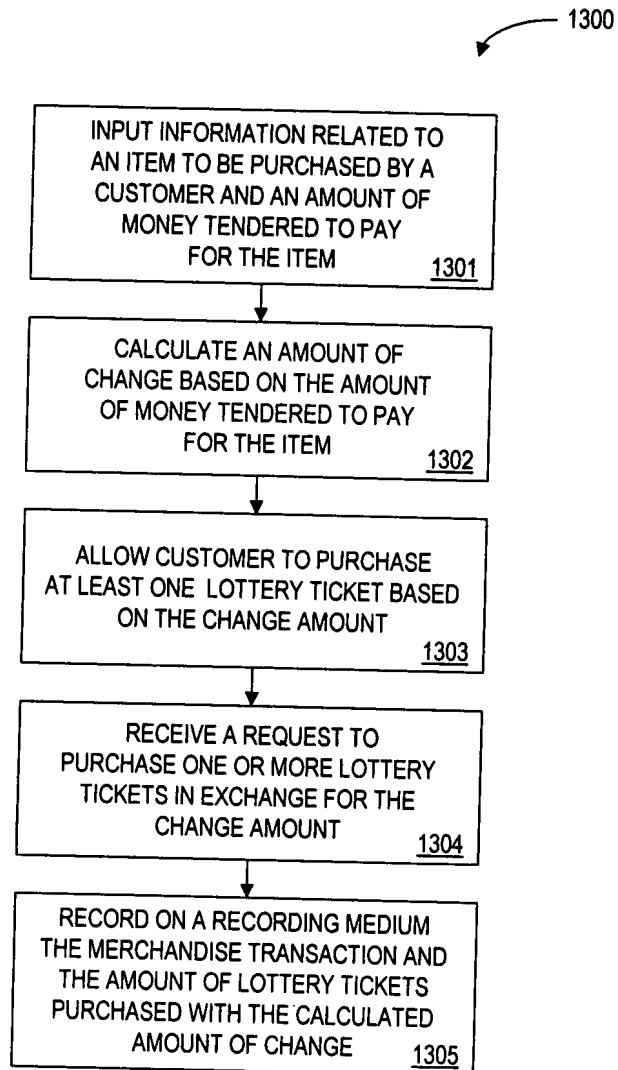 1300
INPUT INFORMATION RELATED TO
AN ITEM TO BE PURCHASED BY A
CUSTOMER AND AN AMOUNT OF
MONEY TENDERED TO PAY
FOR THE ITEM
1301
CALCULATE AN AMOUNT OF
CHANGE BASED ON THE AMOUNT
OF MONEY TENDERED TO PAY
FOR THE ITEM
1302
ALLOW CUSTOMER TO PURCHASE
AT LEAST ONE LOTTERY TICKET BASED
ON THE CHANGE AMOUNT
1303
RECEIVE A REQUEST TO
PURCHASE ONE OR MORE LOTTERY
TICKETS IN EXCHANGE FOR THE
CHANGE AMOUNT
1304
RECORD ON A RECORDING MEDIUM
THE MERCHANDISE TRANSACTION AND
THE AMOUNT OF LOTTERY TICKETS
PURCHASED WITH THE CALCULATED
AMOUNT OF CHANGE
1305